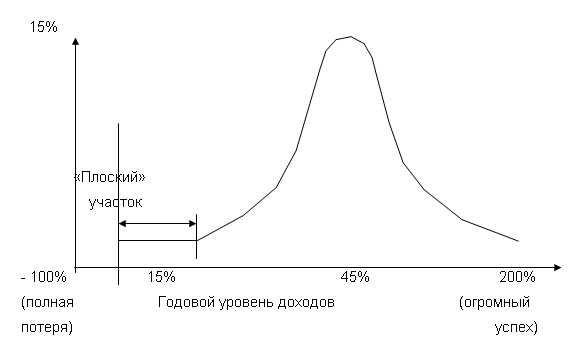 15%
«Плоский»
участок
- 100% 15% 45% 200%
(полная Годовой уровень доходов (огромный
потеря) успех)